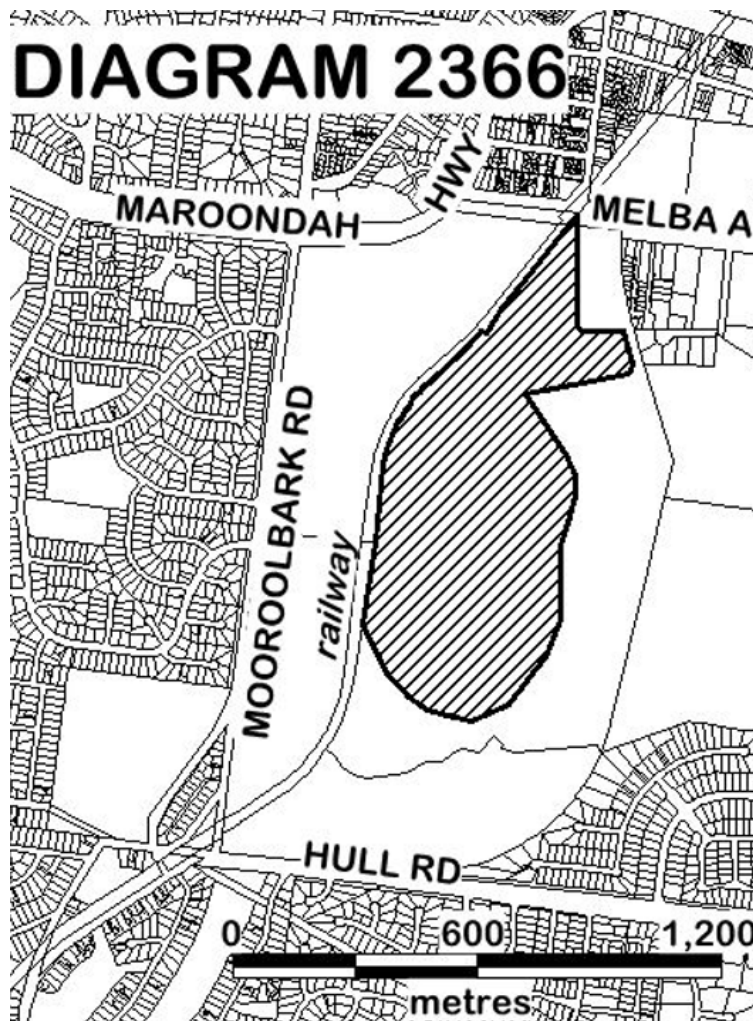 DIAGRAM 2366
MAROONDAH
HWY
MELBA A
MOOROOLBARK RD
railway
HULL RD
0 600 1,200
metres